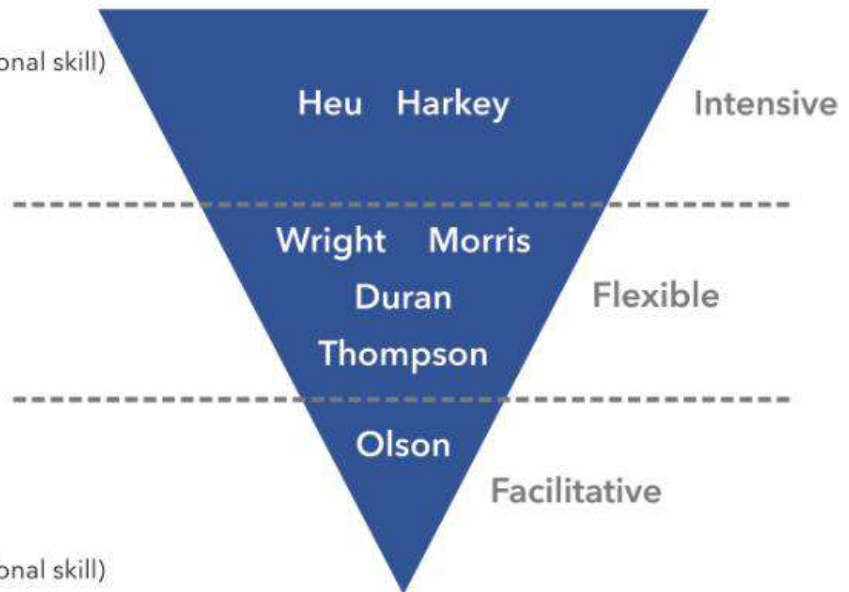 onal skill)
Heu Harkey
Intensive
Wright Morris
Duran
Flexible
Thompson
Olson
Facilitative
onal skill)